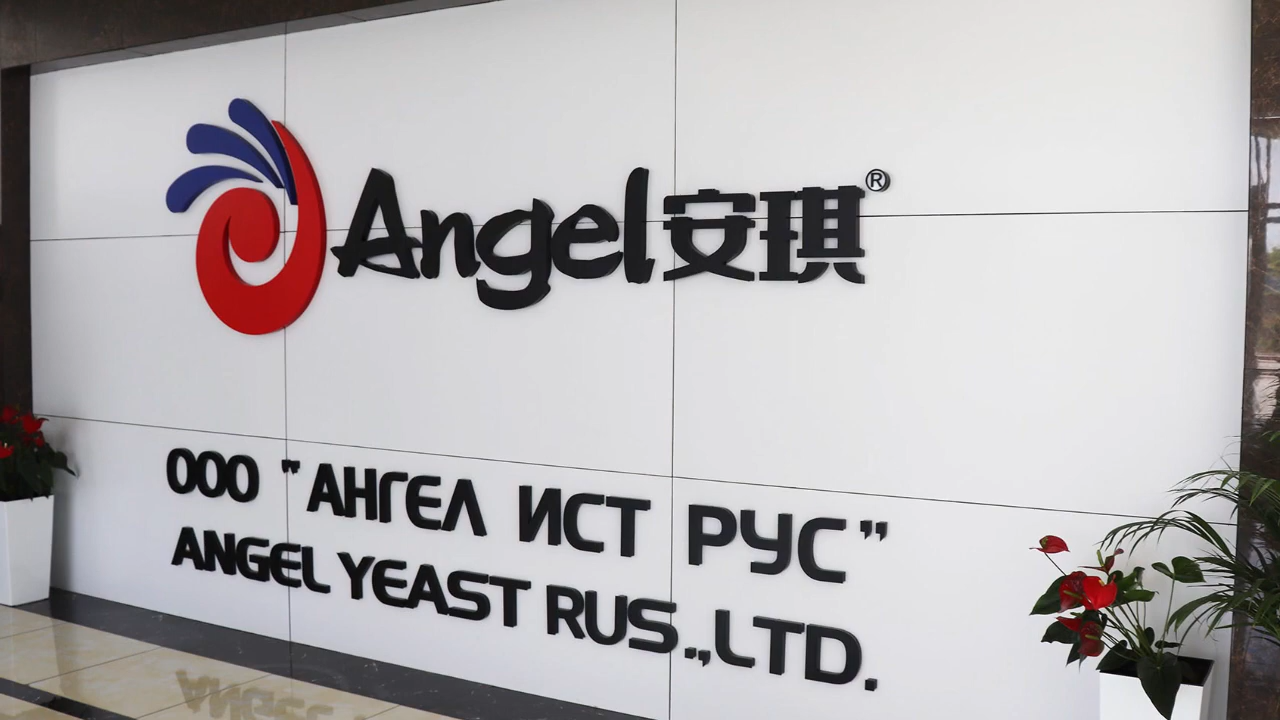 Angel安琪®
ООО "АНГЕЛ ИСТ РУС"
ANGEL YEAST RUS.,LTD.